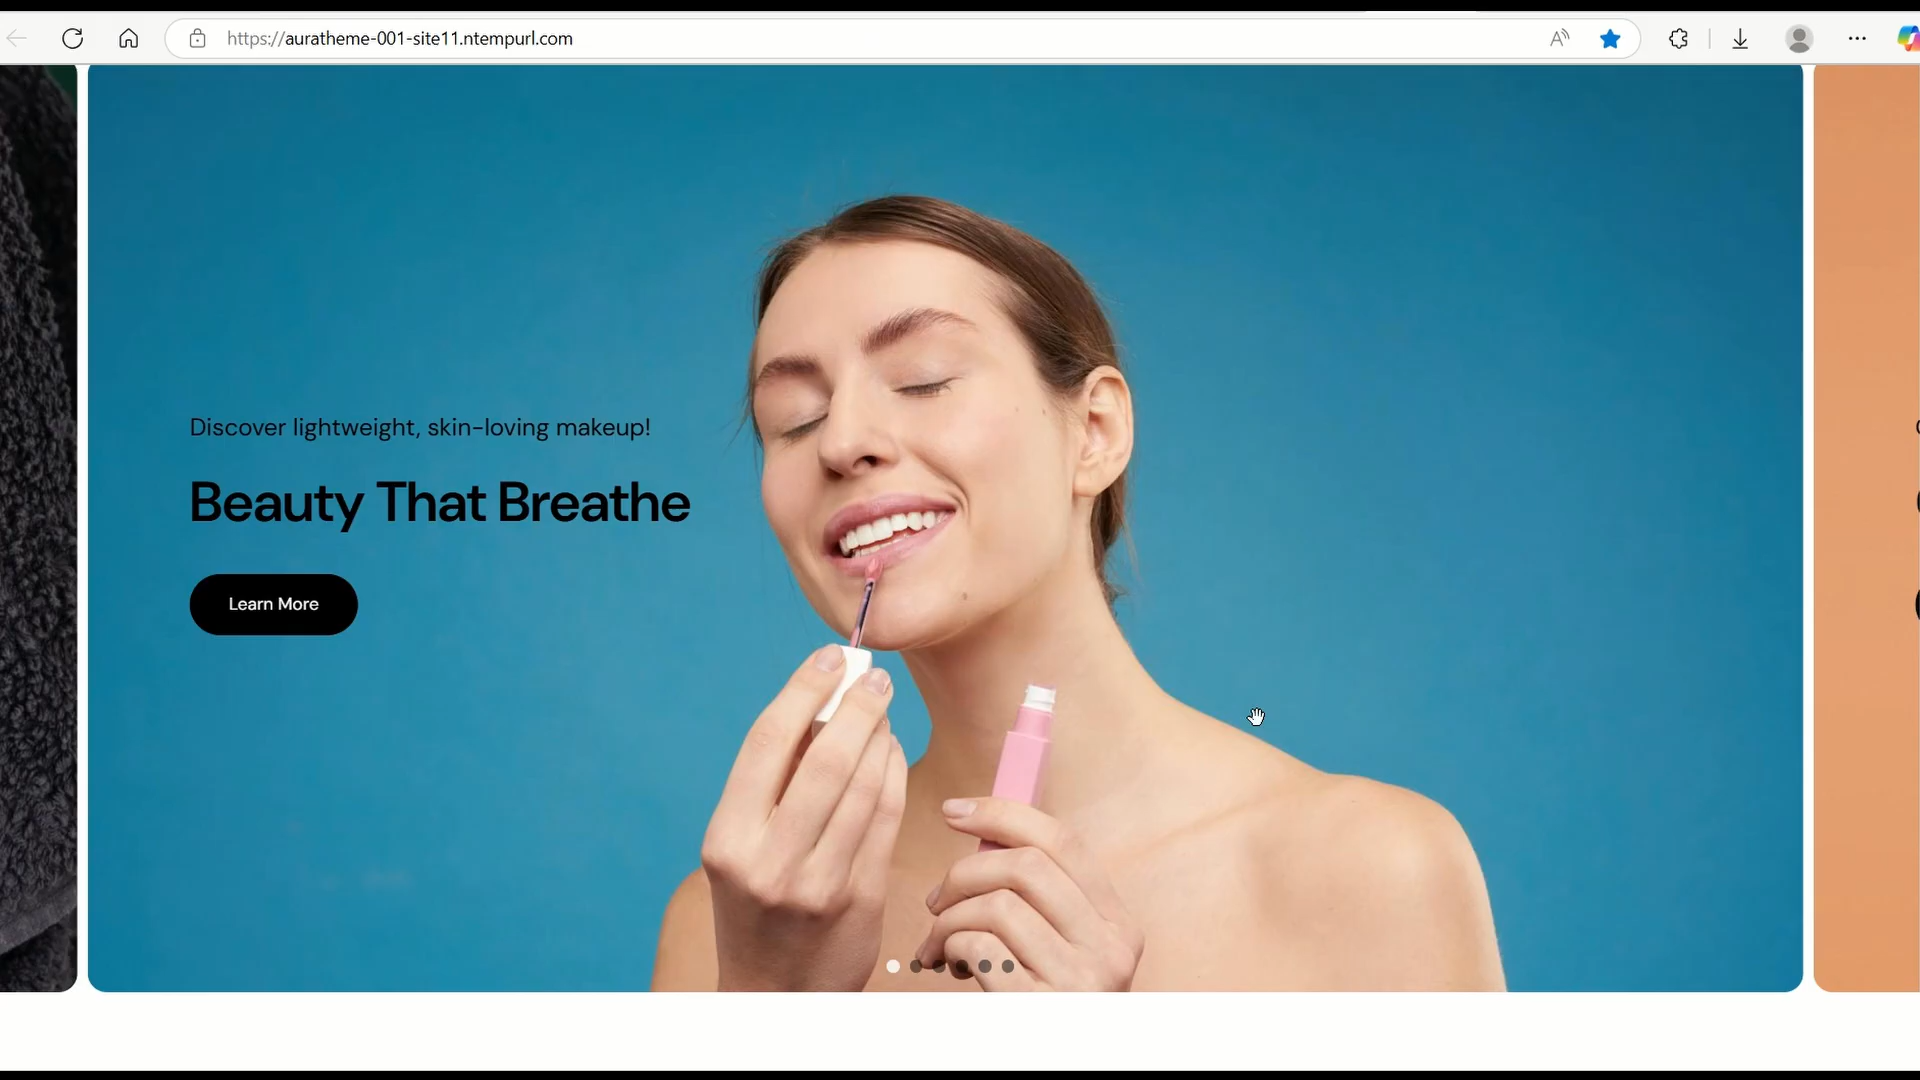 https://auratheme-001-site11.ntempurl.com
Discover lightweight, skin-loving makeup!
Beauty That Breathe
Learn More